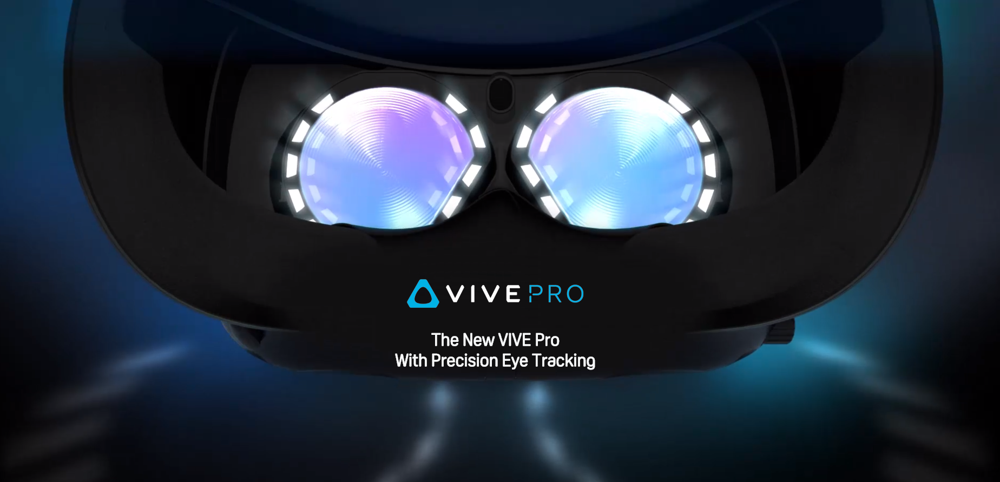 VIVE PRO
The New VIVE Pro
With Precision Eye Tracking